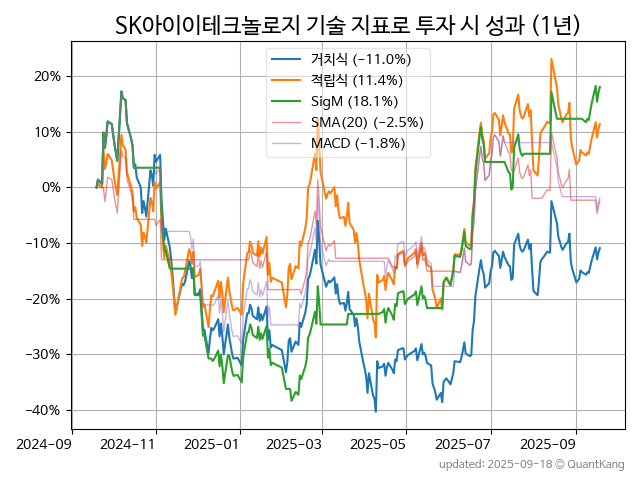 SK아이이테크놀로지 기술 지표로 투자 시 성과 (1년)
거치식 (−11.0%)
적립식 (11.4%)
SigM (18.1%)
SMA(20) (−2.5%)
MACD (−1.8%)
20%
10%
0%
−10%
−20%
−30%
−40%
2024-09 2024-11 2025-01 2025-03 2025-05 2025-07 2025-09
updated: 2025-09-18 ⓒ QuantKang